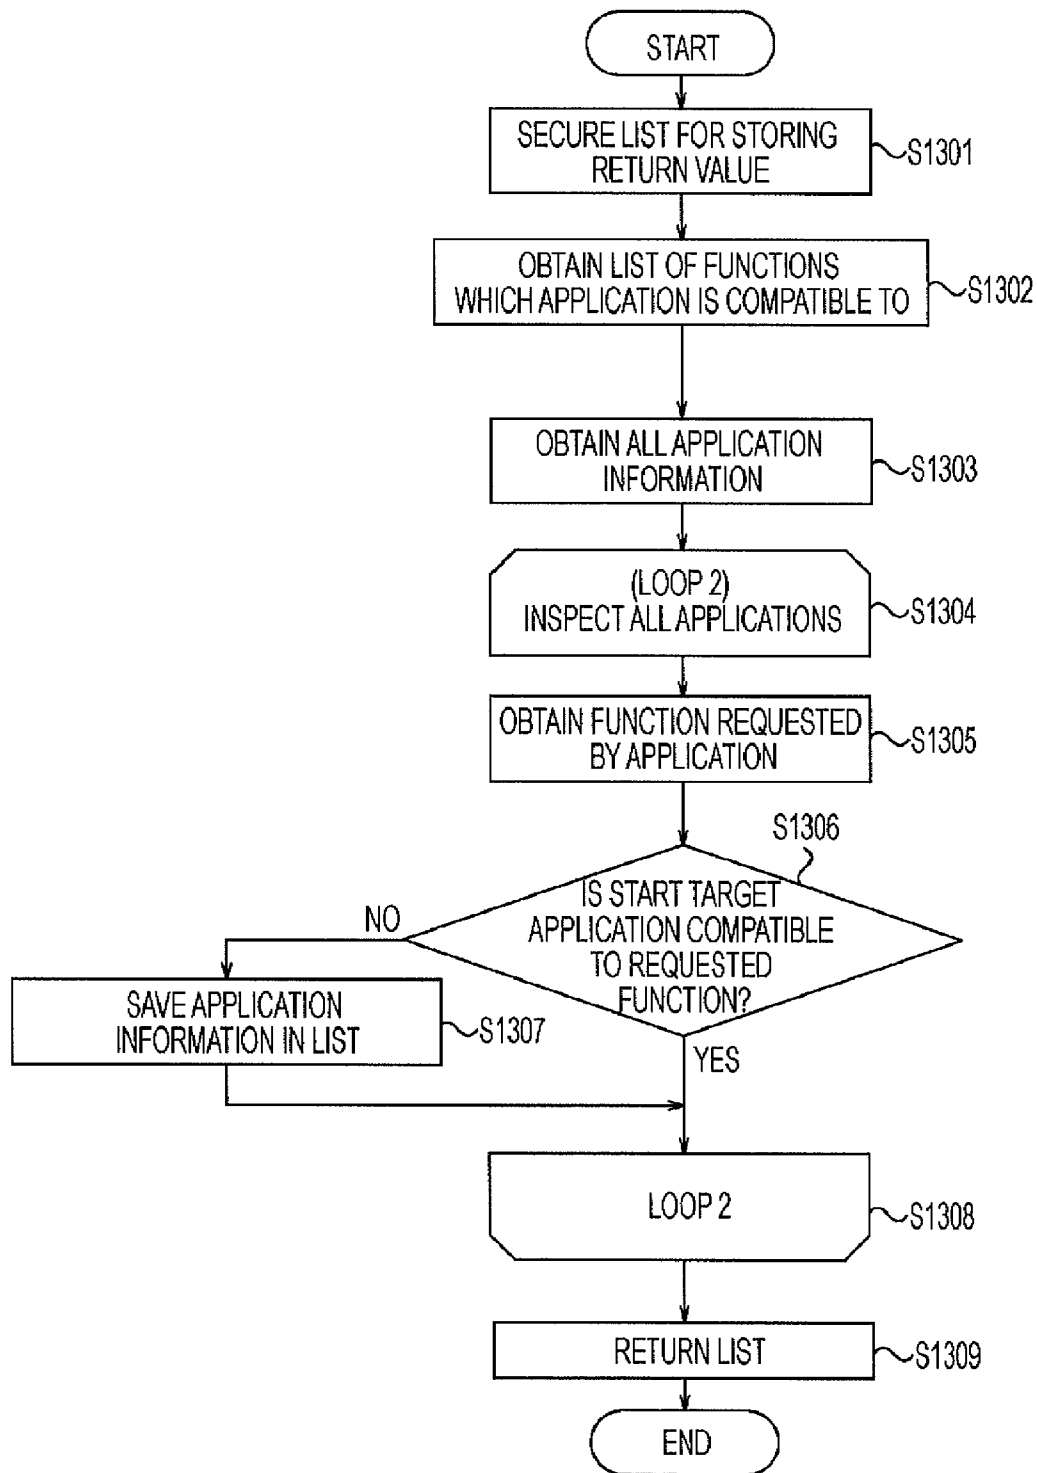 START
SECURE LIST FOR STORING
RETURN VALUE
S1301
OBTAIN LIST OF FUNCTIONS
WHICH APPLICATION IS COMPATIBLE TO
S1302
OBTAIN ALL APPLICATION
INFORMATION
S1303
(LOOP 2)
INSPECT ALL APPLICATIONS
S1304
OBTAIN FUNCTION REQUESTED
BY APPLICATION
S1305
S1306
IS START TARGET
APPLICATION COMPATIBLE
TO REQUESTED
FUNCTION?
NO
SAVE APPLICATION
INFORMATION IN LIST
S1307
YES
LOOP 2
S1308
RETURN LIST
S1309
END